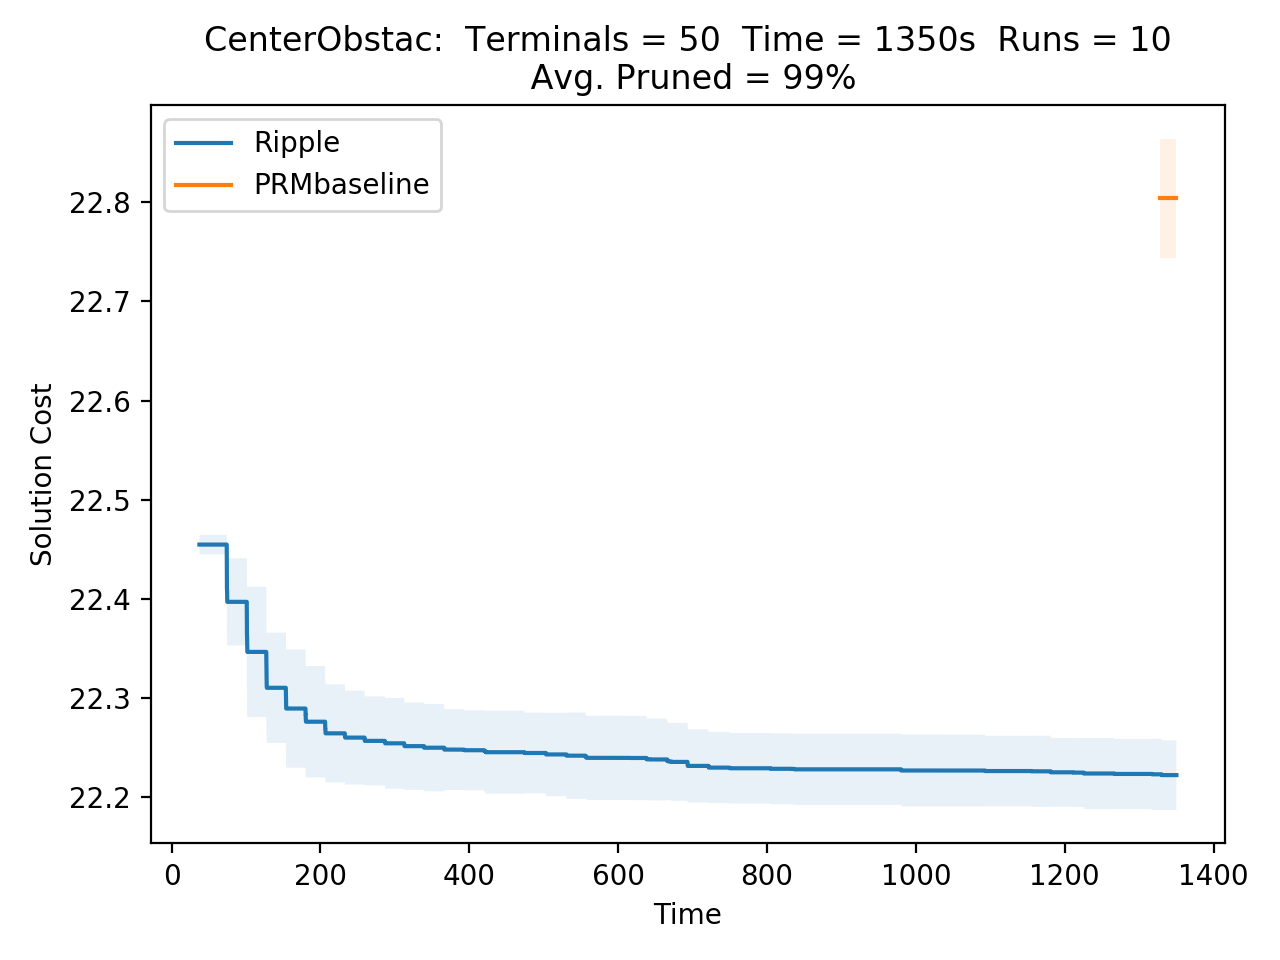 CenterObstac:  Terminals = 50  Time = 1350s  Runs = 10
Avg. Pruned = 99%
Ripple
PRMbaseline
Solution Cost
22.8
22.7
22.6
22.5
22.4
22.3
22.2
0 200 400 600 800 1000 1200 1400
Time